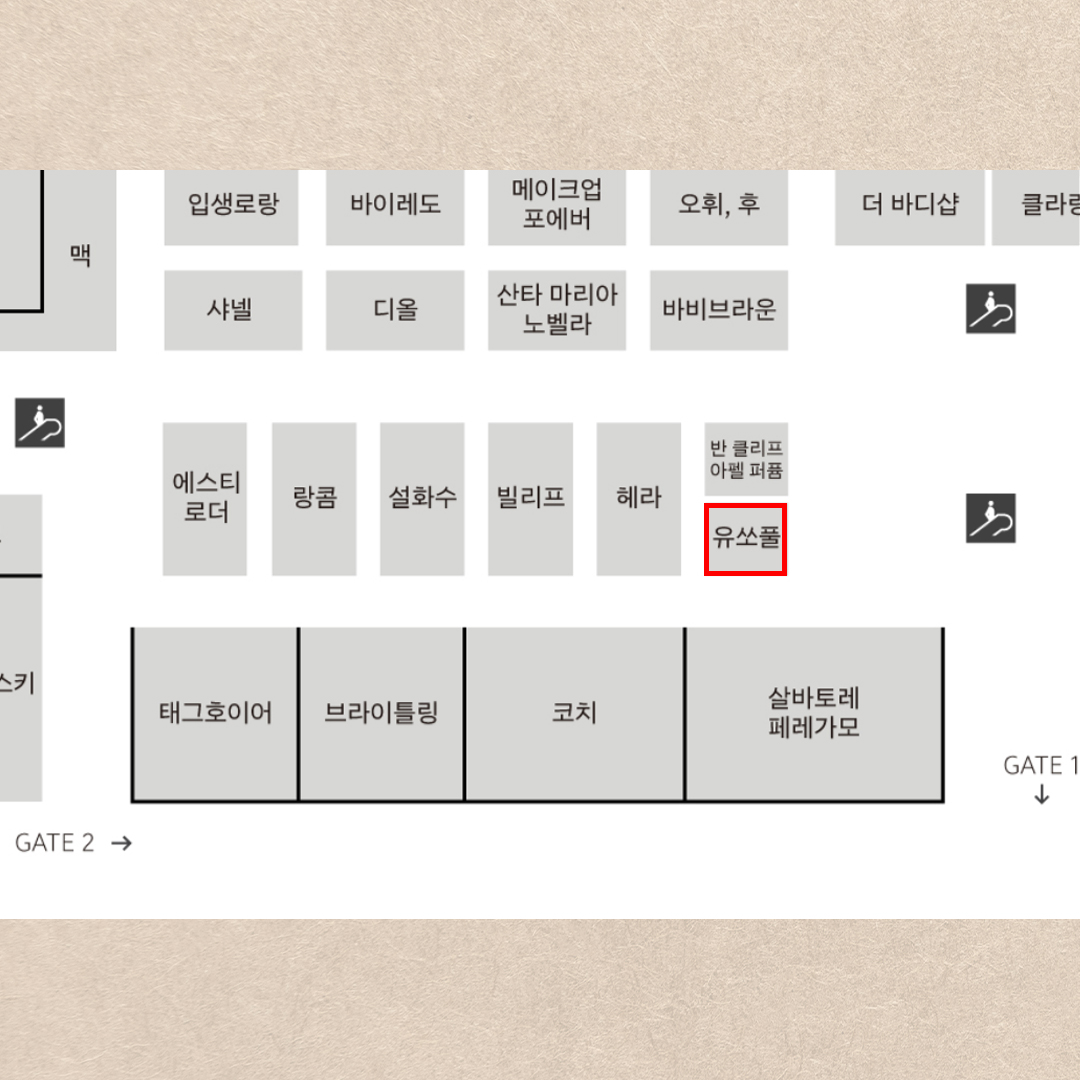 입생로랑
바이레도
메이크업
포에버
오휘, 후
더 바디샵
맥
샤넬
디올
산타 마리아
노벨라
바비브라운
에스티
로더
랑콤
설화수
빌리프
헤라
반 클리프
아펠 퍼퓸
유쏘풀
스키
태그호이어
브라이틀링
코치
살바토레
페레가모
GATE 1
↓
GATE 2 →